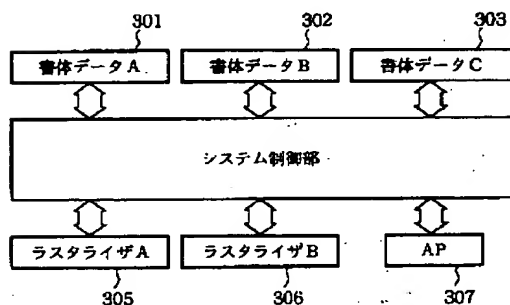 301 302 303
書体データA 書体データB 書体データC
システム制御部
ラスタライザA ラスタライザB AP
305 306 307